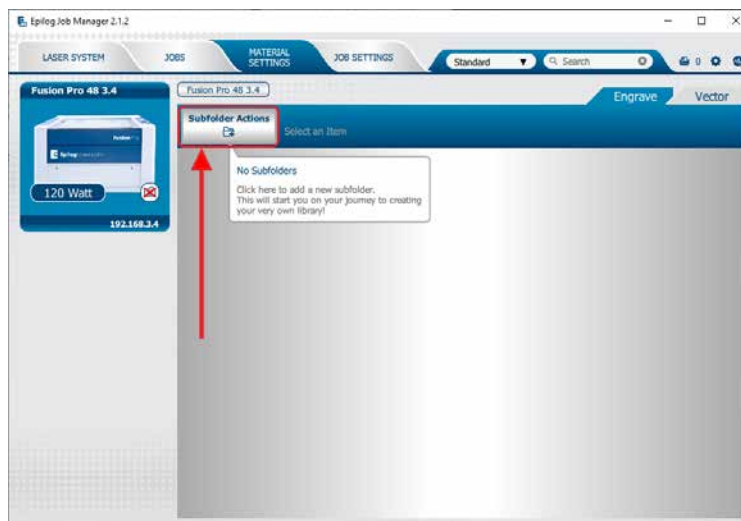 Epilog Job Manager 2.1.2
LASER SYSTEM
JOBS
MATERIAL
SETTINGS
JOB SETTINGS
Standard
Search
0
Fusion Pro 48 3.4
120 Watt
192.168.3.4
Fusion Pro 48 3.4
Engrave
Vector
Subfolder Actions
Select an Item
No Subfolders
Click here to add a new subfolder.
This will start you on your journey to creating
your very own library!